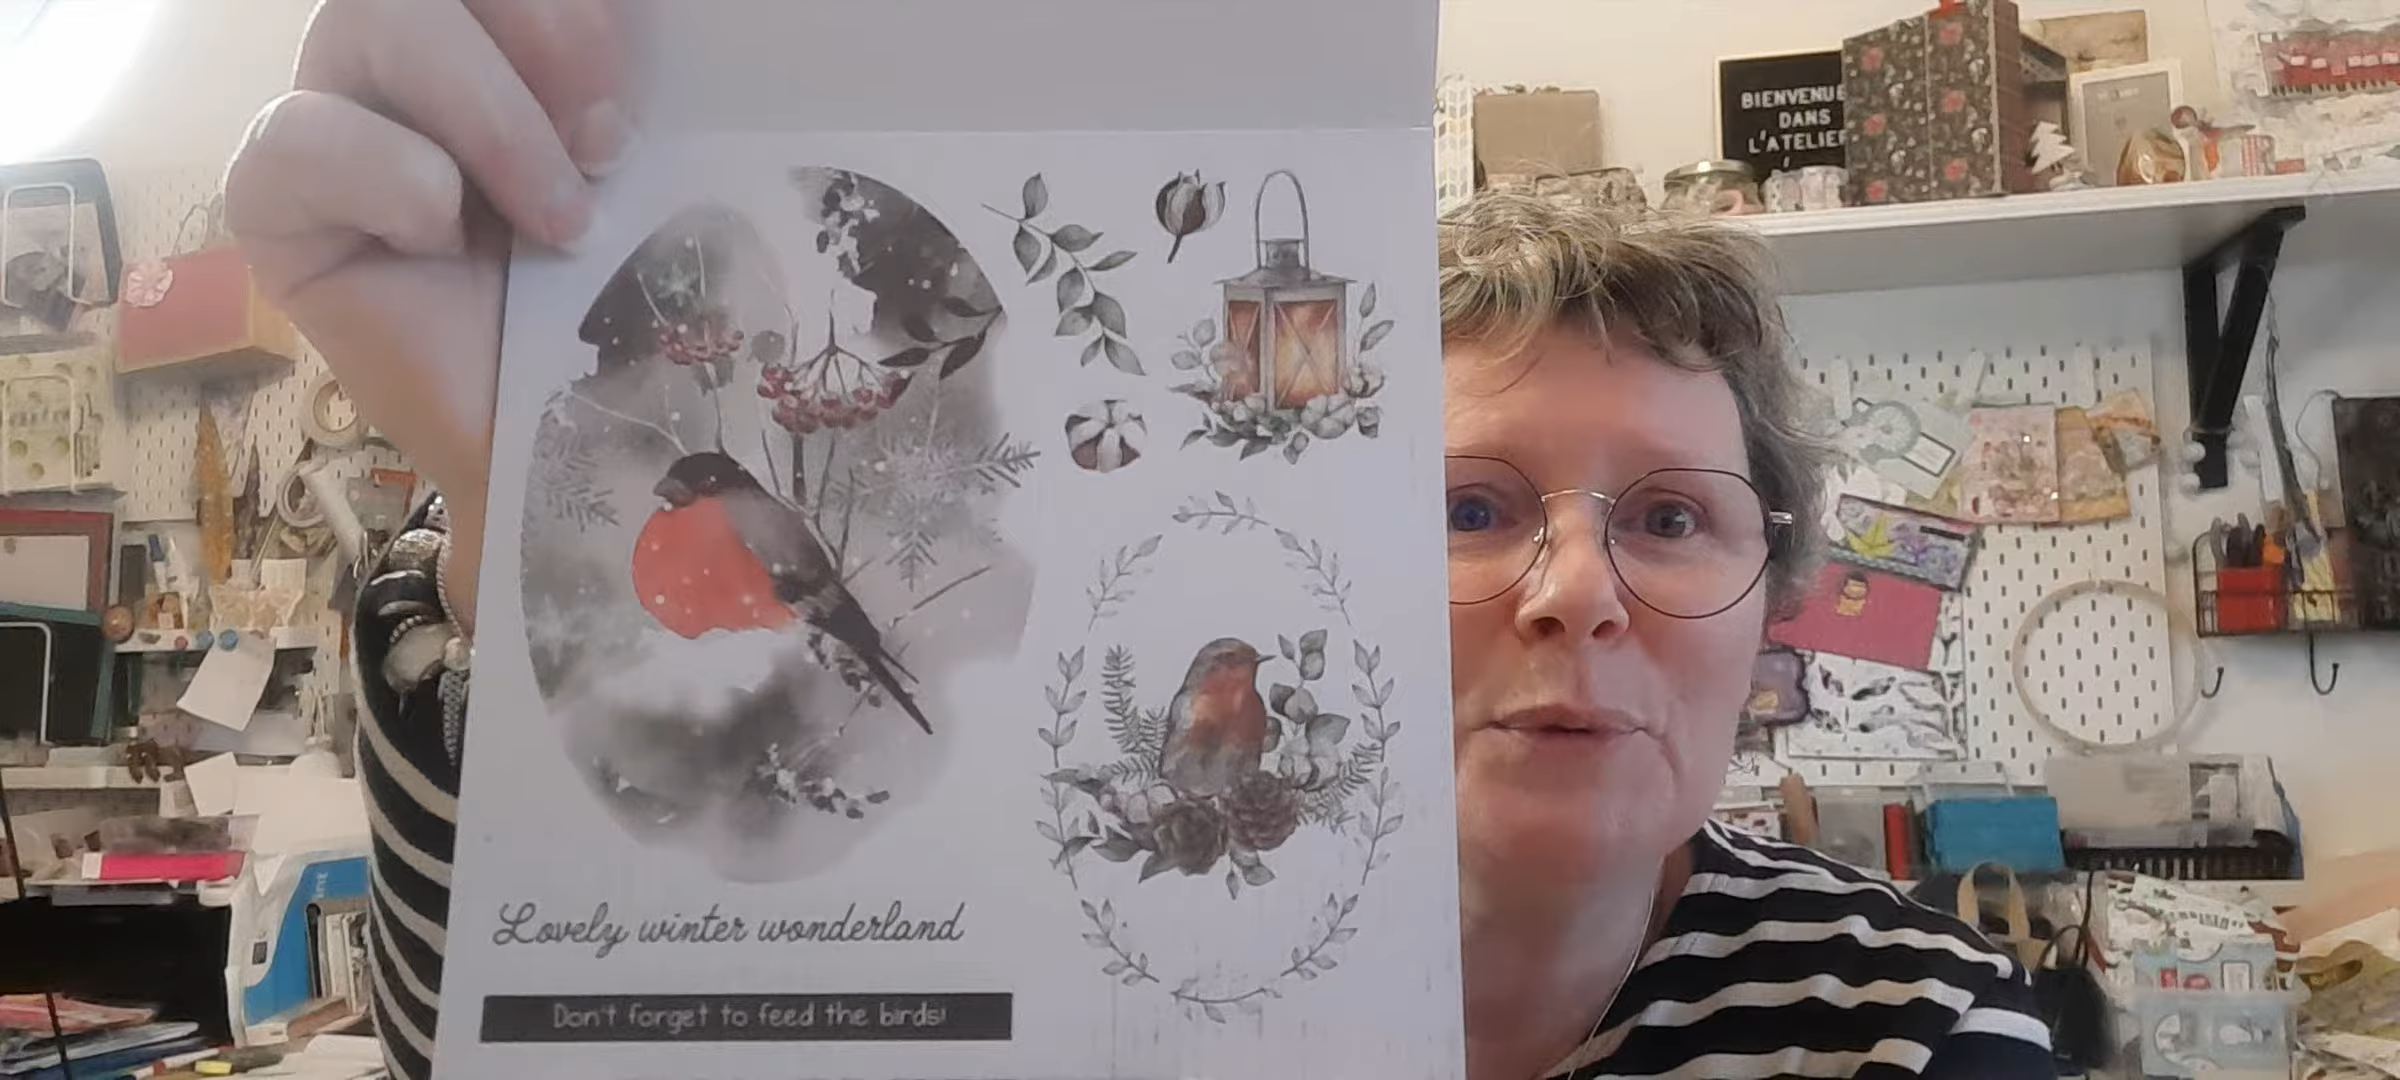 BIENVENUE
DANS
L'ATELIER
Lovely winter wonderland
Don't forget to feed the birds!